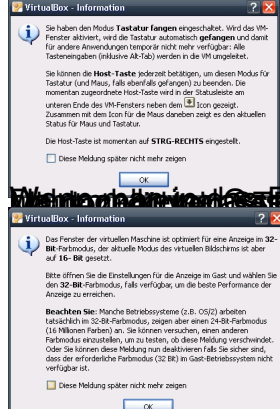 VirtualBox - Information
Sie haben den Modus Tastatur fangen eingeschaltet. Wird das VM-
Fenster aktiviert, wird die Tastatur automatisch gefangen und damit
für andere Anwendungen temporär nicht mehr verfügbar: Alle
Tasteneingaben (inklusive Alt-Tab) werden in die VM umgeleitet.
Sie können die Host-Taste jederzeit betätigen, um diesen Modus für
Tastatur (und Maus, falls ebenfalls gefangen) zu beenden. Die
momentan zugeordnete Host-Taste wird in der Statusleiste am
unteren Ende des VM-Fensters neben dem Icon gezeigt.
Zusammen mit dem Icon für die Maus daneben zeigt es den aktuellen
Status für Maus und Tastatur.
Die Host-Taste ist momentan auf STRG-RECHTS eingestellt.
Diese Meldung später nicht mehr zeigen
OK
VirtualBox - Information
Das Fenster der virtuellen Maschine ist optimiert für eine Anzeige im 32-
Bit-Farbmodus, der aktuelle Modus des virtuellen Bildschirms ist aber
auf 16- Bit gesetzt.
Bitte öffnen Sie die Einstellungen für die Anzeige im Gast und wählen Sie
den 32-Bit-Farbmodus, falls verfügbar, um die beste Performance der
Anzeige zu erreichen.
Beachten Sie: Manche Betriebssysteme (z.B. OS/2) arbeiten
tatsächlich im 32-Bit-Farbmodus, zeigen aber einen 24-Bit-Farbmodus
(16 Millionen Farben) an. Sie können versuchen, einen anderen
Farbmodus einzustellen, um zu testen, ob diese Meldung verschwindet.
Oder Sie können diese Meldung nun deaktivieren falls Sie sicher sind,
dass der erforderliche Farbmodus (32 Bit) im Gast-Betriebssystem nicht
verfügbar ist.
Diese Meldung später nicht mehr zeigen
OK